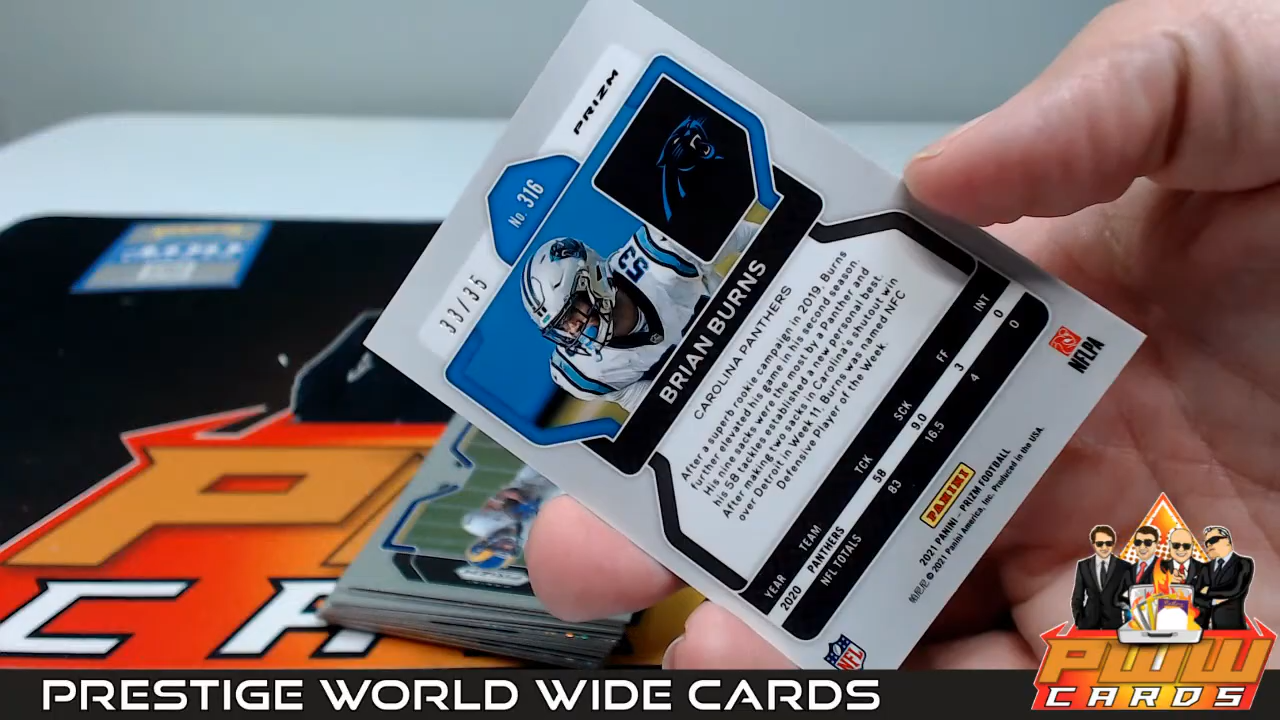 PRIZM
No. 316
33/35
53
BRIAN BURNS
CAROLINA PANTHERS
After a superb rookie campaign in 2019, Burns
further elevated his game in his second season.
His nine sacks were the most by a Panther and
his 58 tackles established a new personal best.
After making two sacks in Carolina's shutout win
over Detroit in Week 11, Burns was named NFC
Defensive Player of the Week.
YEAR TEAM TCK SCK FF INT
2020 PANTHERS 58 9.0 3 0
NFL TOTALS 83 16.5 4 0
PANINI
2021 PANINI – PRIZM FOOTBALL
© 2021 Panini America, Inc. Produced in the USA.
NFL
NFLPA
PWW
CARDS
PRESTIGE WORLD WIDE CARDS